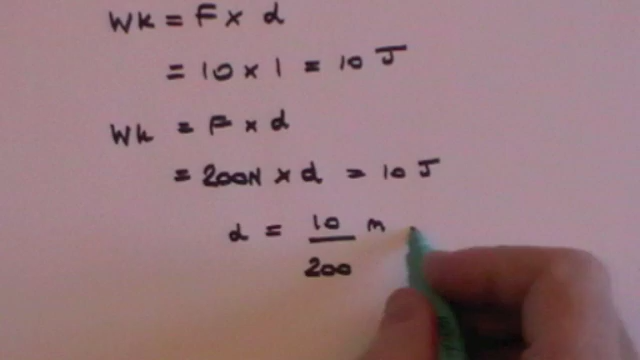 Wk = F x d
= 10 x 1 = 10 J
Wk = F x d
= 200N x d = 10 J
d = 10/200 m